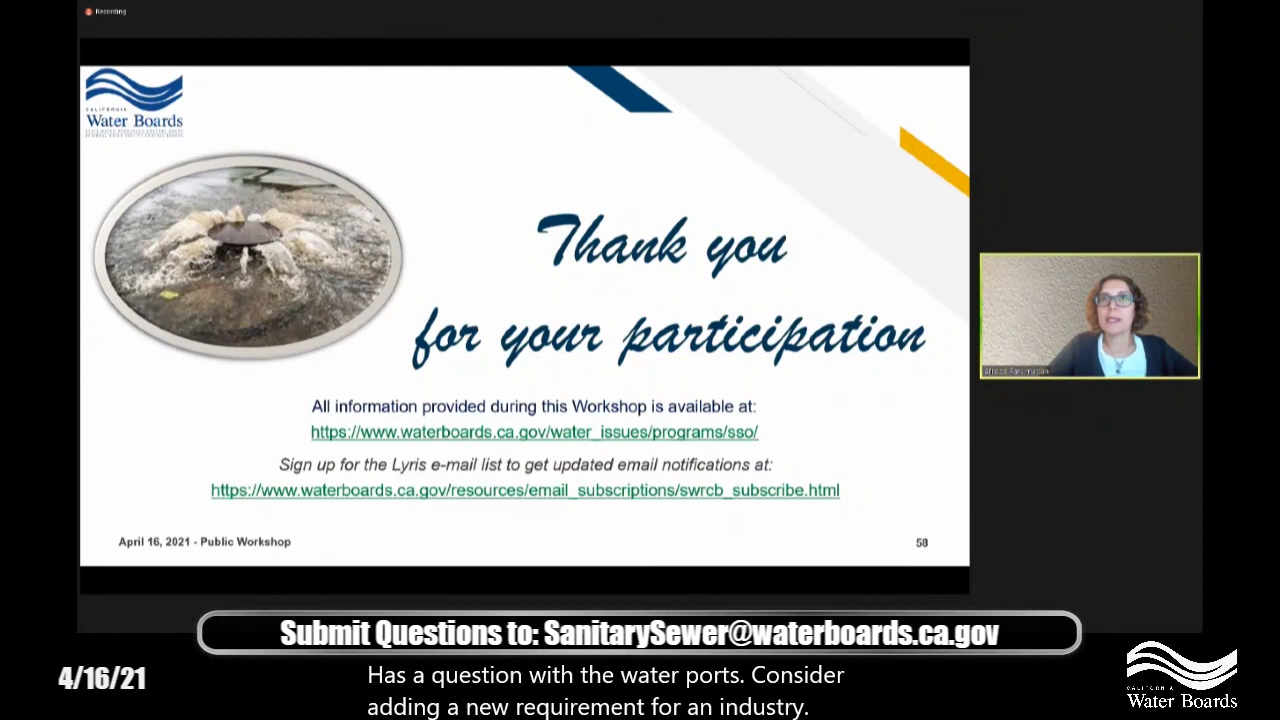 Recording
CALIFORNIA
Water Boards
Thank you
for your participation
All information provided during this Workshop is available at:
https://www.waterboards.ca.gov/water_issues/programs/sso/
Sign up for the Lyris e-mail list to get updated email notifications at:
https://www.waterboards.ca.gov/resources/email_subscriptions/swrcb_subscribe.html
April 16, 2021 - Public Workshop
58
Submit Questions to: SanitarySewer@waterboards.ca.gov
4/16/21
Has a question with the water ports. Consider
adding a new requirement for an industry.
CALIFORNIA
Water Boards